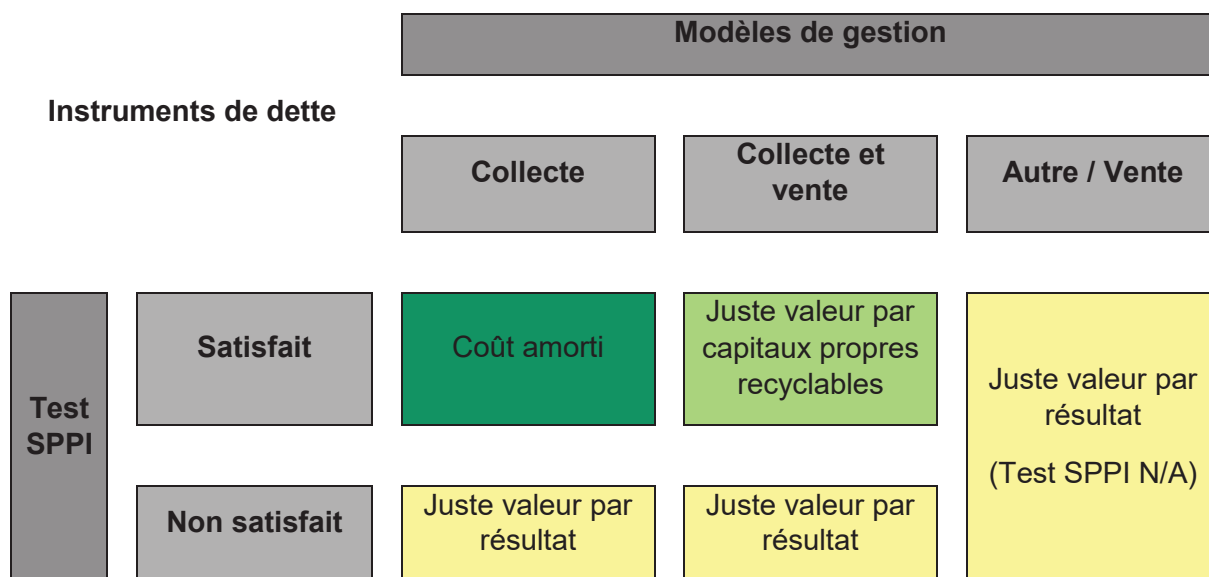 Modèles de gestion
Instruments de dette
Collecte
Collecte et
vente
Autre / Vente
Test
SPPI
Satisfait
Coût amorti
Juste valeur par
capitaux propres
recyclables
Juste valeur par
résultat
(Test SPPI N/A)
Non satisfait
Juste valeur par
résultat
Juste valeur par
résultat